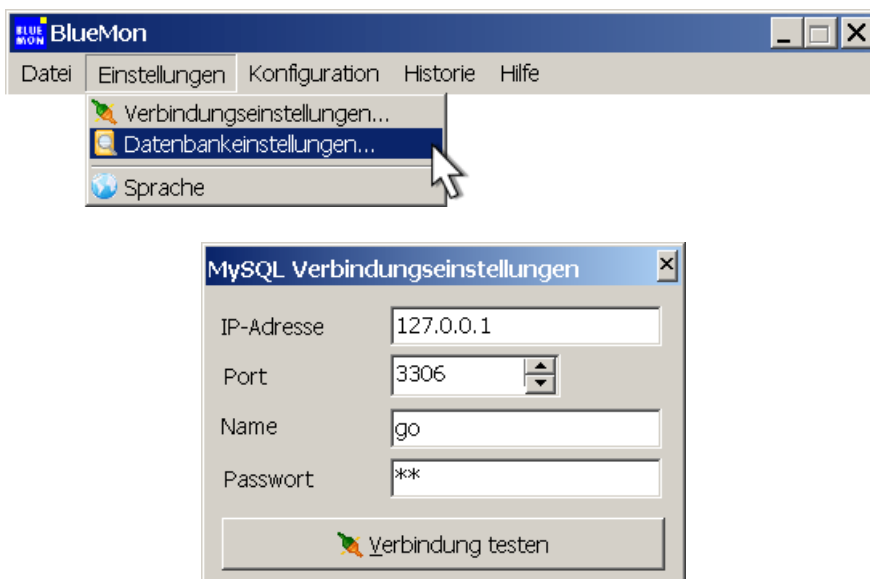 BLUE MON BlueMon
Datei Einstellungen Konfiguration Historie Hilfe
Verbindungseinstellungen...
Datenbankeinstellungen...
Sprache
MySQL Verbindungseinstellungen
IP-Adresse 127.0.0.1
Port 3306
Name go
Passwort **
Verbindung testen